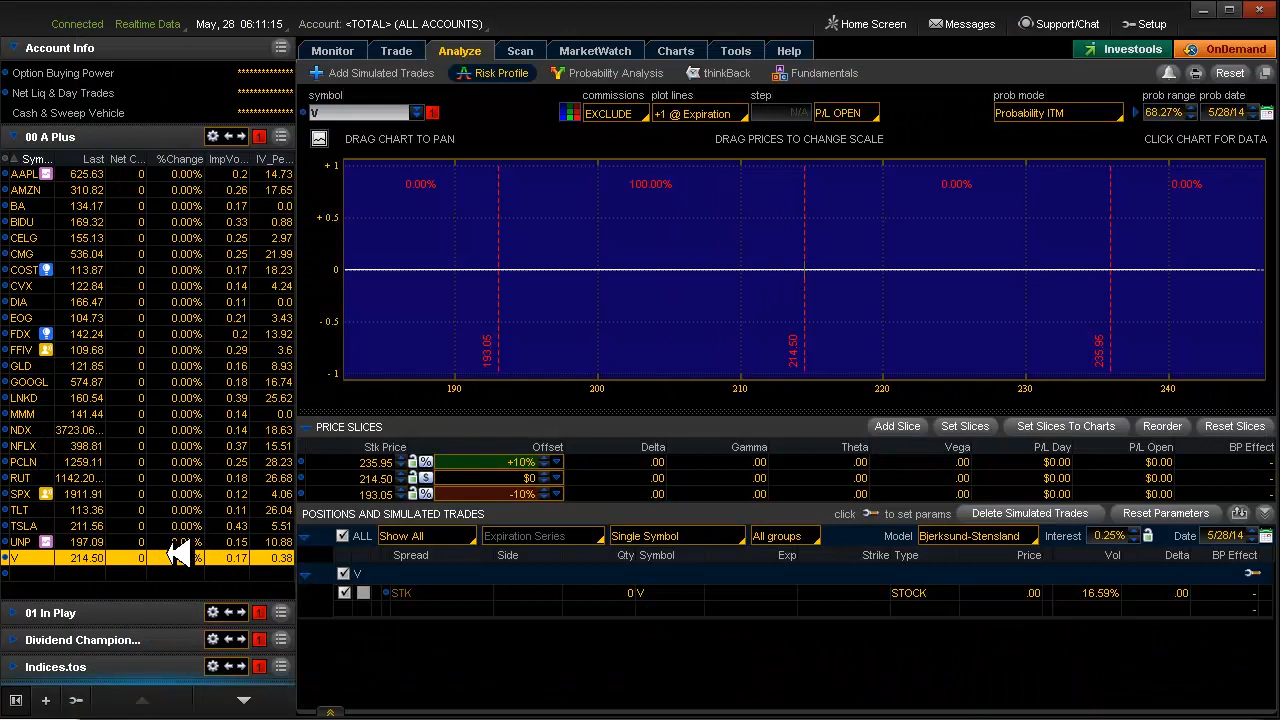 Connected Realtime Data May, 28 06:11:15 Account: <TOTAL> (ALL ACCOUNTS) Home Screen Messages Support/Chat Setup
Account Info
Option Buying Power *************
Net Liq & Day Trades *************
Cash & Sweep Vehicle *************
00 A Plus 1
Sym... Last Net C... %Change ImpVo... IV_Pe...
AAPL 625.63 0 0.00% 0.2 14.73
AMZN 310.82 0 0.00% 0.26 17.65
BA 134.17 0 0.00% 0.17 0.0
BIDU 169.32 0 0.00% 0.33 0.88
CELG 155.13 0 0.00% 0.25 2.97
CMG 536.04 0 0.00% 0.25 21.99
COST 113.87 0 0.00% 0.17 18.23
CVX 122.84 0 0.00% 0.14 4.24
DIA 166.47 0 0.00% 0.11 0.0
EOG 104.73 0 0.00% 0.21 3.43
FDX 142.24 0 0.00% 0.2 13.92
FFIV 109.68 0 0.00% 0.29 3.6
GLD 121.85 0 0.00% 0.16 8.93
GOOGL 574.87 0 0.00% 0.18 16.74
LNKD 160.54 0 0.00% 0.39 25.62
MMM 141.44 0 0.00% 0.14 0.0
NDX 3723.06... 0 0.00% 0.14 18.63
NFLX 398.81 0 0.00% 0.37 15.51
PCLN 1259.11 0 0.00% 0.25 28.23
RUT 1142.20... 0 0.00% 0.18 26.68
SPX 1911.91 0 0.00% 0.12 4.06
TLT 113.36 0 0.00% 0.11 26.04
TSLA 211.56 0 0.00% 0.43 5.51
UNP 197.09 0 0.15 10.88
V 214.50 0 % 0.17 0.38
01 In Play 1
Dividend Champion... 1
Indices.tos 1
Monitor Trade Analyze Scan MarketWatch Charts Tools Help Investools OnDemand
Add Simulated Trades Risk Profile Probability Analysis thinkBack Fundamentals Reset
symbol commissions plot lines step prob mode prob range prob date
V 1 EXCLUDE +1 @ Expiration N/A P/L OPEN Probability ITM 68.27% 5/28/14
DRAG CHART TO PAN DRAG PRICES TO CHANGE SCALE CLICK CHART FOR DATA
+ 1
0.00% 100.00% 0.00% 0.00%
+ 0.5
0
- 0.5
193.05 214.50 235.95
- 1
190 200 210 220 230 240
PRICE SLICES Add Slice Set Slices Set Slices To Charts Reorder Reset Slices
Stk Price Offset Delta Gamma Theta Vega P/L Day P/L Open BP Effect
235.95 % +10% .00 .00 .00 .00 $0.00 $0.00 -
214.50 $ $0 .00 .00 .00 .00 $0.00 $0.00 -
193.05 % -10% .00 .00 .00 .00 $0.00 $0.00 -
POSITIONS AND SIMULATED TRADES click to set params Delete Simulated Trades Reset Parameters
ALL Show All Expiration Series Single Symbol All groups Model Bjerksund-Stensland Interest 0.25% Date 5/28/14
Spread Side Qty Symbol Exp Strike Type Price Vol Delta BP Effect
V -
STK 0 V STOCK .00 16.59% .00 -
-